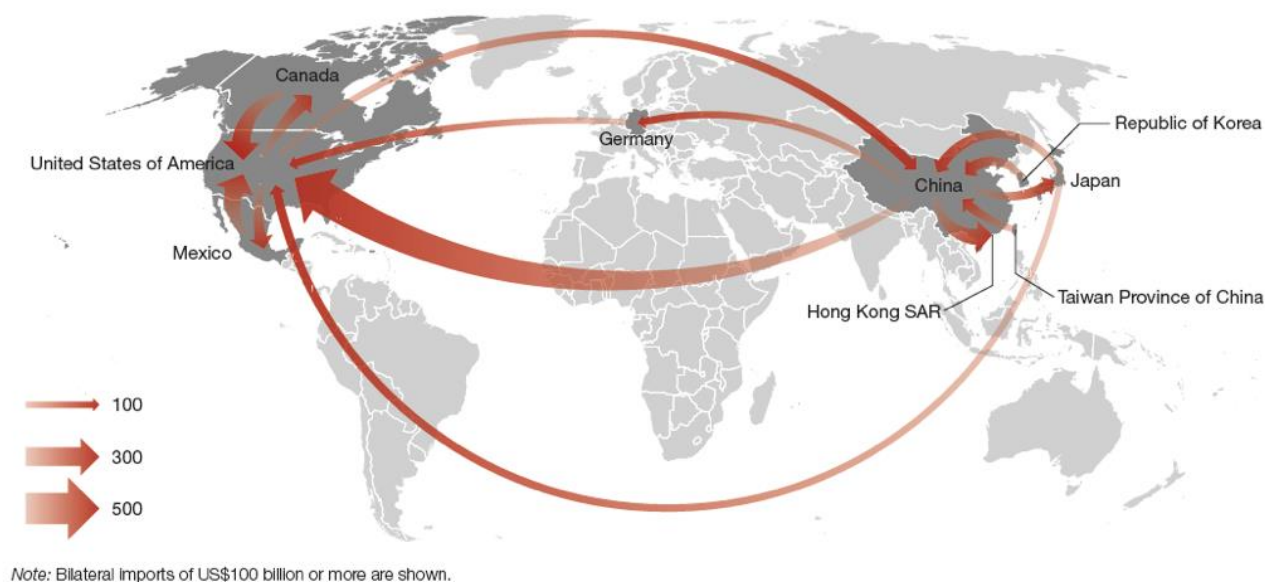 Canada
Republic of Korea
Germany
United States of America
China
Japan
Mexico
Taiwan Province of China
Hong Kong SAR
100
300
500
Note: Bilateral imports of US$100 billion or more are shown.